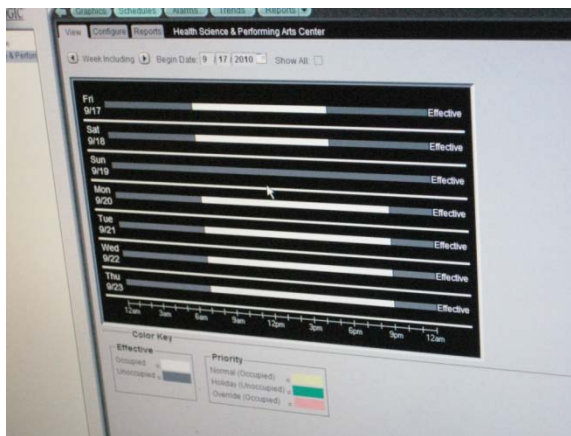 Graphics Schedules Alarms... Trends Reports
View Configure Reports Health Science & Performing Arts Center
Week Including Begin Date: 9 / 17 / 2010 Show All:
Fri
9/17 Effective
Sat
9/18 Effective
Sun
9/19 Effective
Mon
9/20 Effective
Tue
9/21 Effective
Wed
9/22 Effective
Thu
9/23 Effective
12am 3am 6am 9am 12pm 3pm 6pm 9pm 12am
Color Key
Effective
Occupied =
Unoccupied =
Priority
Normal (Occupied) =
Holiday (Unoccupied) =
Override (Occupied) =